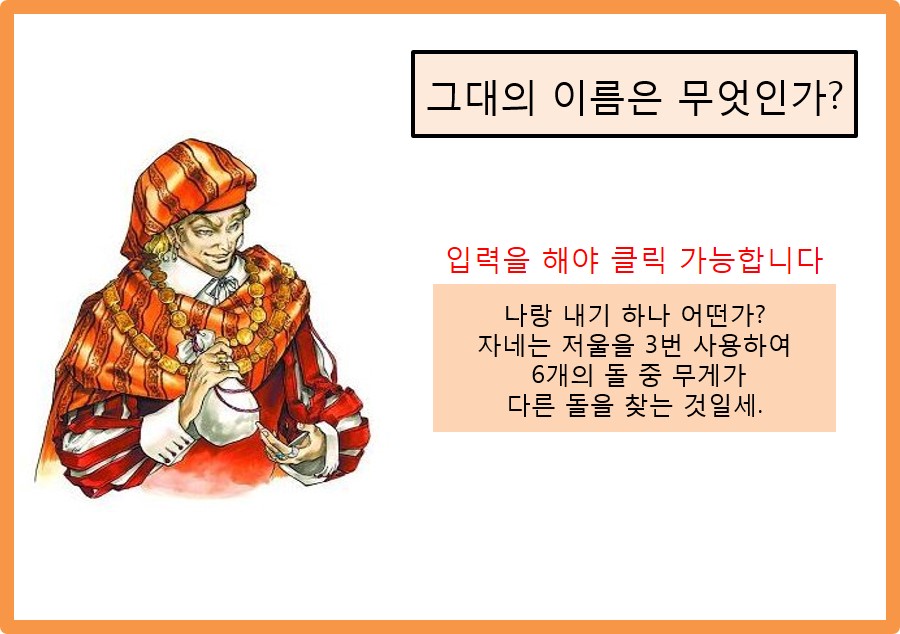 그대의 이름은 무엇인가?
입력을 해야 클릭 가능합니다
나랑 내기 하나 어떤가?
자네는 저울을 3번 사용하여
6개의 돌 중 무게가
다른 돌을 찾는 것일세.